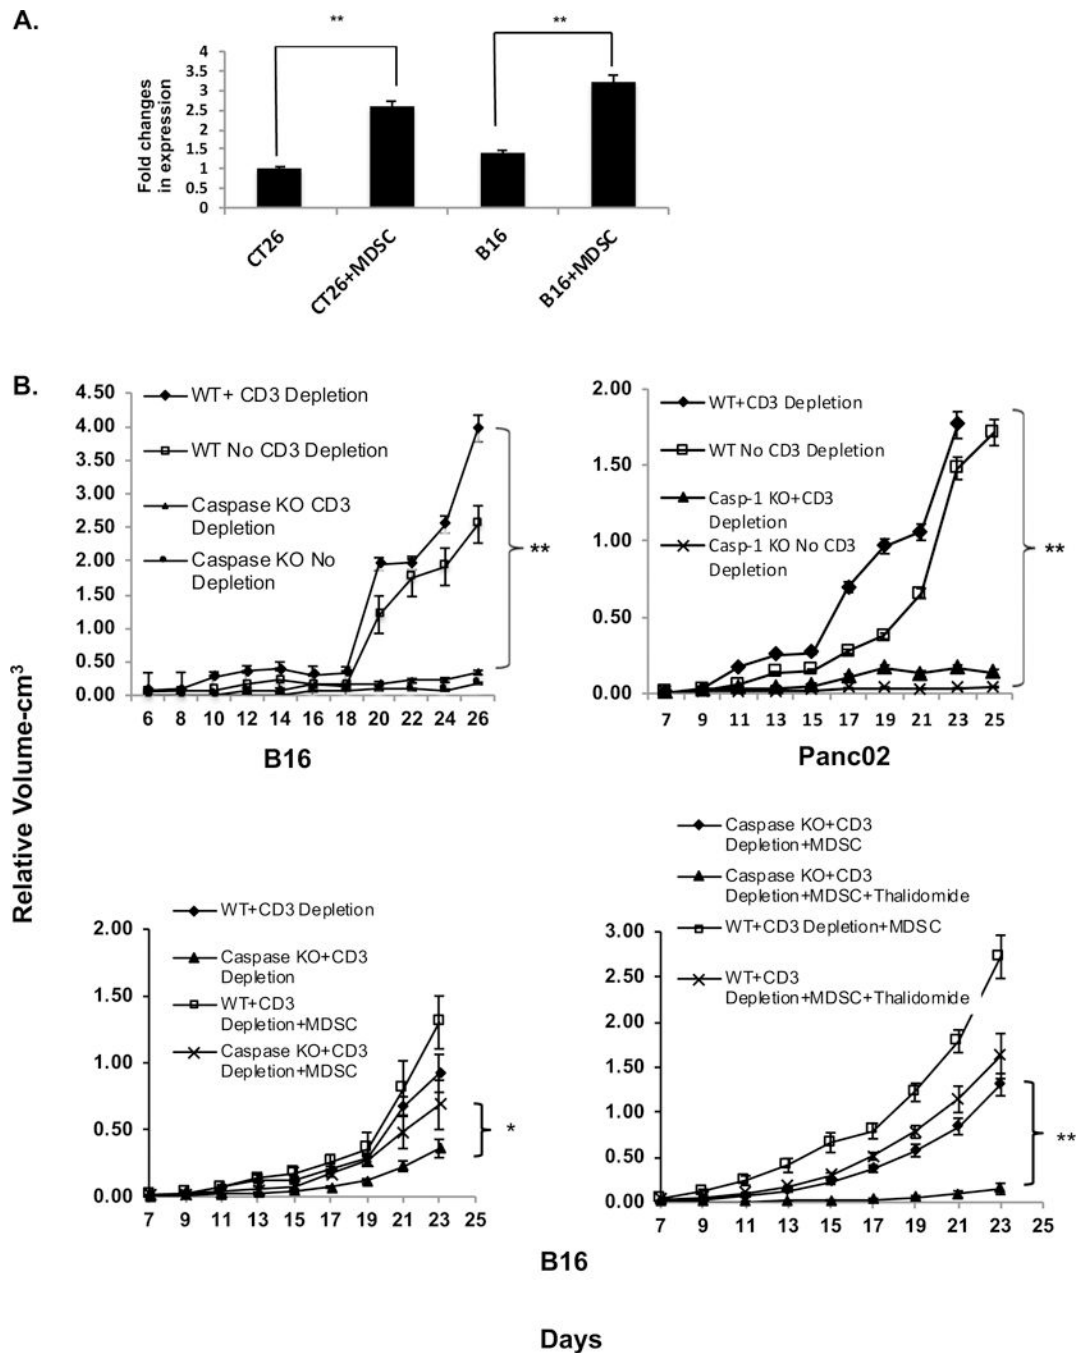 A.
**
**
4
3.5
3
2.5
2
1.5
1
0.5
0
Fold changes
in expression
CT26
CT26+MDSC
B16
B16+MDSC
B.
4.50
4.00
3.50
3.00
2.50
2.00
1.50
1.00
0.50
0.00
WT+ CD3 Depletion
WT No CD3 Depletion
Caspase KO CD3
Depletion
Caspase KO No
Depletion
**
6 8 10 12 14 16 18 20 22 24 26
B16
2.00
1.50
1.00
0.50
0.00
WT+CD3 Depletion
WT No CD3 Depletion
Casp-1 KO+CD3
Depletion
Casp-1 KO No CD3
Depletion
**
7 9 11 13 15 17 19 21 23 25
Panc02
Relative Volume-cm3
2.00
1.50
1.00
0.50
0.00
WT+CD3 Depletion
Caspase KO+CD3
Depletion
WT+CD3
Depletion+MDSC
Caspase KO+CD3
Depletion+MDSC
*
7 9 11 13 15 17 19 21 23 25
Caspase KO+CD3
Depletion+MDSC
Caspase KO+CD3
Depletion+MDSC+Thalidomide
WT+CD3 Depletion+MDSC
WT+CD3
Depletion+MDSC+Thalidomide
3.00
2.50
2.00
1.50
1.00
0.50
0.00
**
7 9 11 13 15 17 19 21 23 25
B16
Days